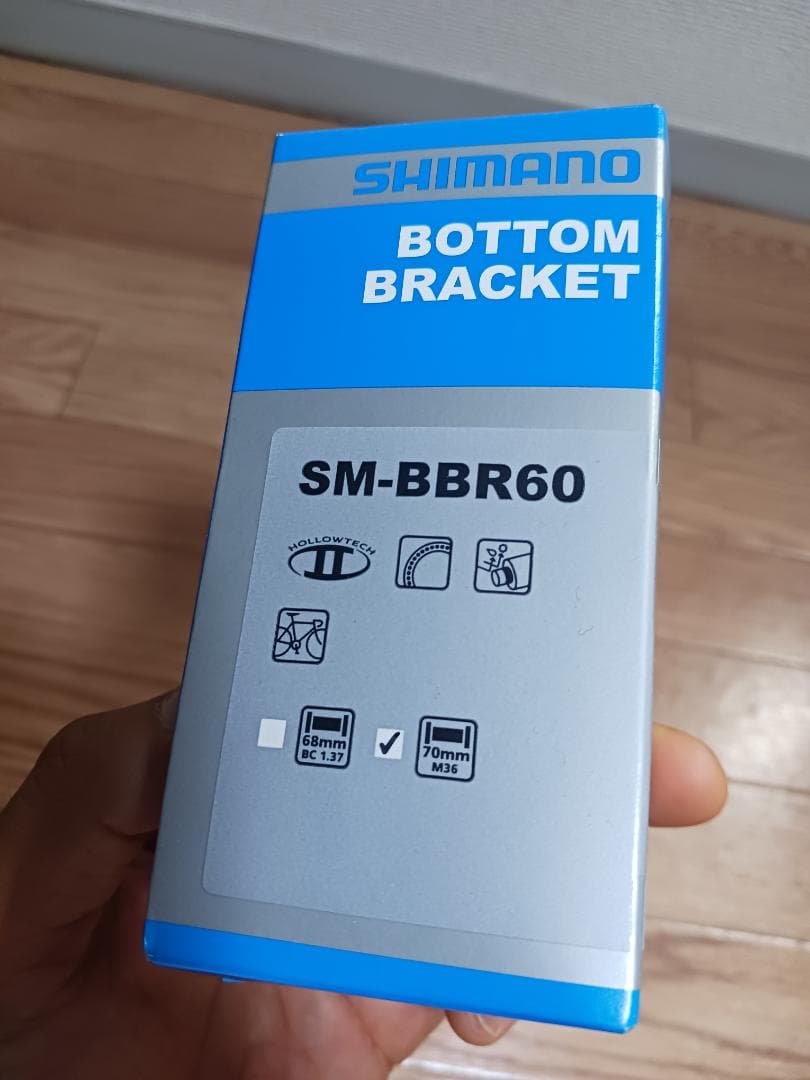 SHIMANO
BOTTOM
BRACKET
SM-BBR60
HOLLOWTECH
II
68mm
BC 1.37
70mm
M36